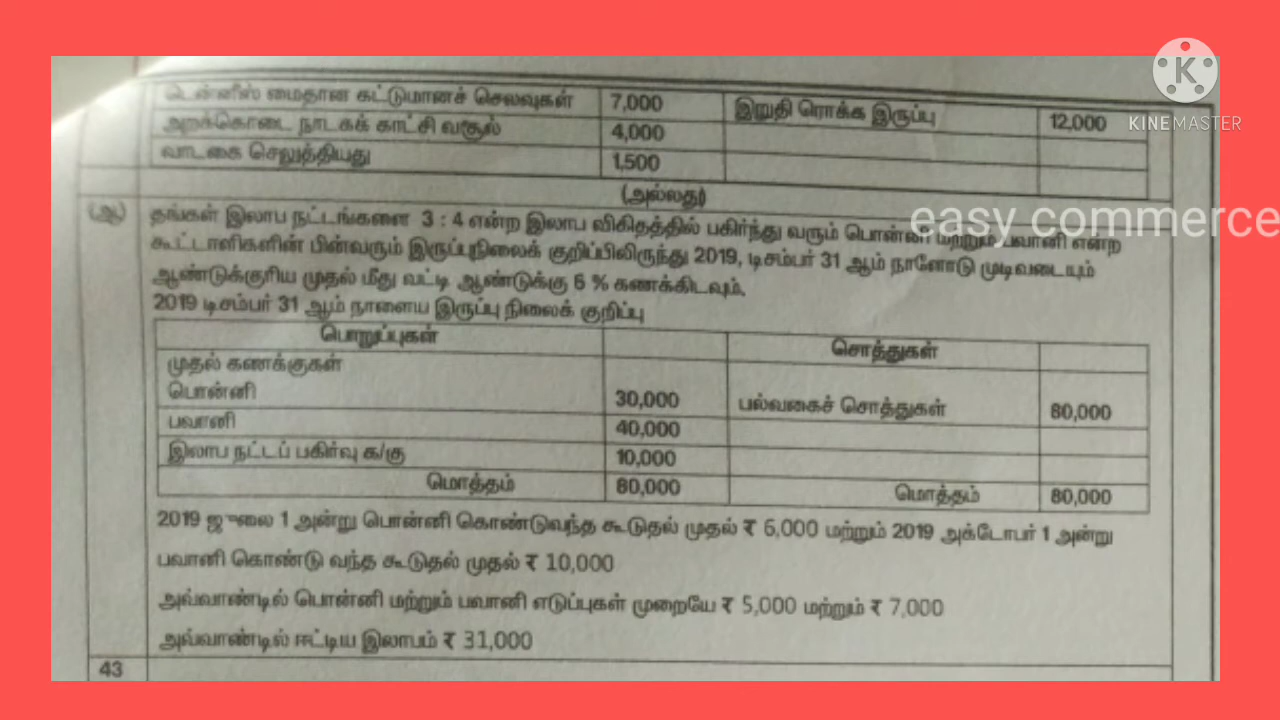 டென்னீஸ் மைதான கட்டுமானச் செலவுகள் 7,000 இறுதி ரொக்க இருப்பு 12,000
அறக்கொடை நாடகக் காட்சி வசூல் 4,000
வாடகை செலுத்தியது 1,500
(அல்லது)
(ஆ) தங்கள் இலாப நட்டங்களை 3 : 4 என்ற இலாப விகிதத்தில் பகிர்ந்து வரும் பொன்னி மற்றும் பவானி என்ற
கூட்டாளிகளின் பின்வரும் இருப்புநிலைக் குறிப்பிலிருந்து 2019, டிசம்பர் 31 ஆம் நாளோடு முடிவடையும்
ஆண்டுக்குரிய முதல் மீது வட்டி ஆண்டுக்கு 6 % கணக்கிடவும்.
2019 டிசம்பர் 31 ஆம் நாளைய இருப்பு நிலைக் குறிப்பு
பொறுப்புகள் சொத்துகள்
முதல் கணக்குகள்
பொன்னி 30,000 பல்வகைச் சொத்துகள் 80,000
பவானி 40,000
இலாப நட்டப் பகிர்வு க/கு 10,000
மொத்தம் 80,000 மொத்தம் 80,000
2019 ஜுலை 1 அன்று பொன்னி கொண்டுவந்த கூடுதல் முதல் ₹ 6,000 மற்றும் 2019 அக்டோபர் 1 அன்று
பவானி கொண்டு வந்த கூடுதல் முதல் ₹ 10,000
அவ்வாண்டில் பொன்னி மற்றும் பவானி எடுப்புகள் முறையே ₹ 5,000 மற்றும் ₹ 7,000
அவ்வாண்டில் ஈட்டிய இலாபம் ₹ 31,000
43
K
KINEMASTER
easy commerce